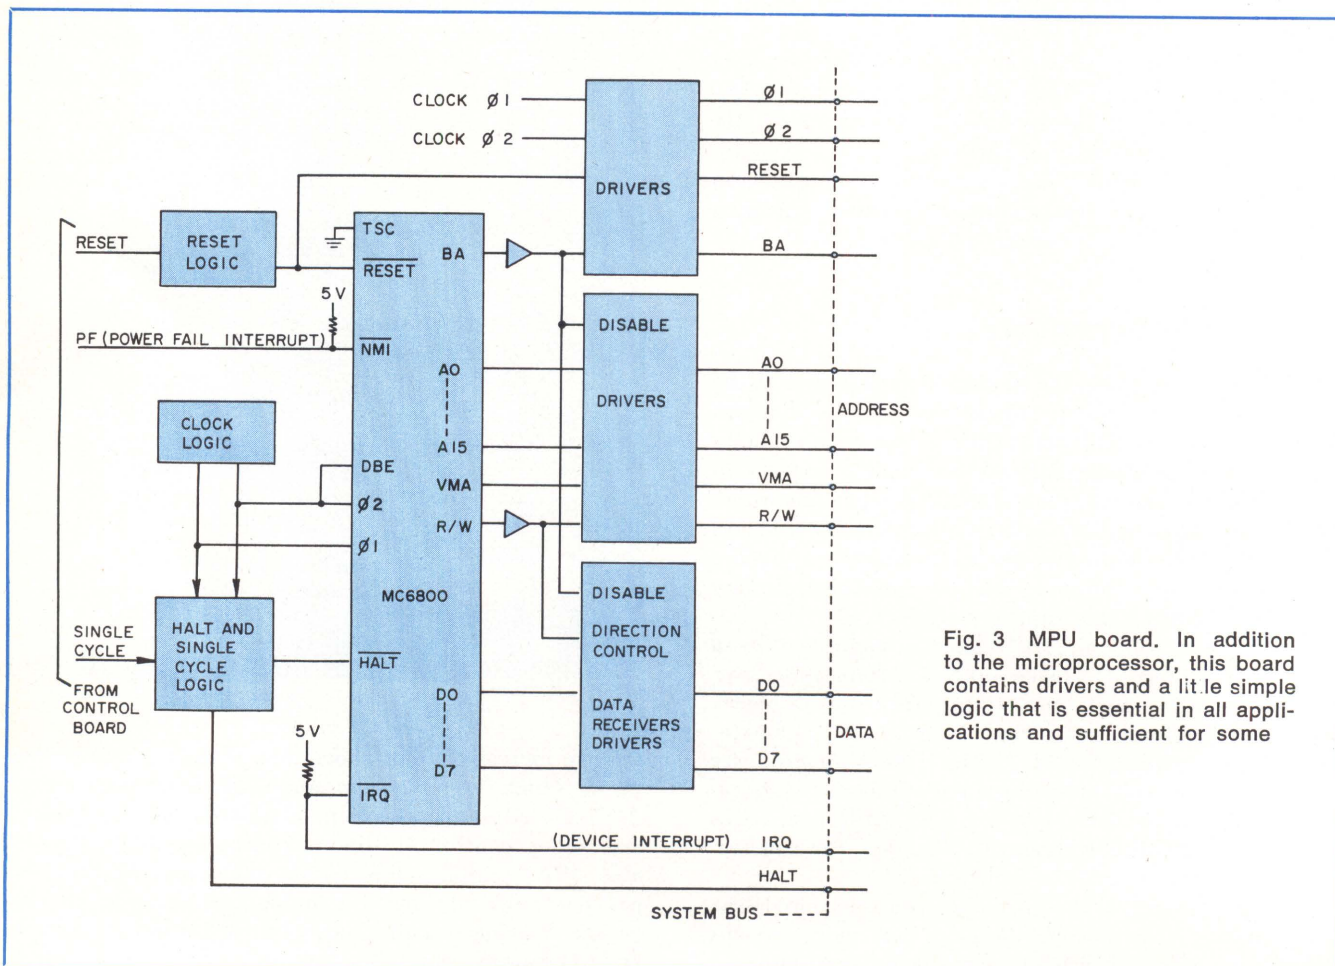 CLOCK Ø1
CLOCK Ø2
DRIVERS
Ø1
Ø2
RESET
BA
RESET
RESET LOGIC
TSC
RESET
BA
5V
PF (POWER FAIL INTERRUPT)
NMI
DISABLE
A0
DRIVERS
A0
ADDRESS
A15
A15
VMA
VMA
R/W
R/W
CLOCK LOGIC
DBE
Ø2
Ø1
MC6800
DISABLE
DIRECTION CONTROL
SINGLE CYCLE
HALT AND SINGLE CYCLE LOGIC
HALT
FROM CONTROL BOARD
D0
DATA RECEIVERS DRIVERS
D0
DATA
D7
D7
5V
IRQ
(DEVICE INTERRUPT) IRQ
HALT
SYSTEM BUS
Fig. 3 MPU board. In addition
to the microprocessor, this board
contains drivers and a lit.le simple
logic that is essential in all appli-
cations and sufficient for some